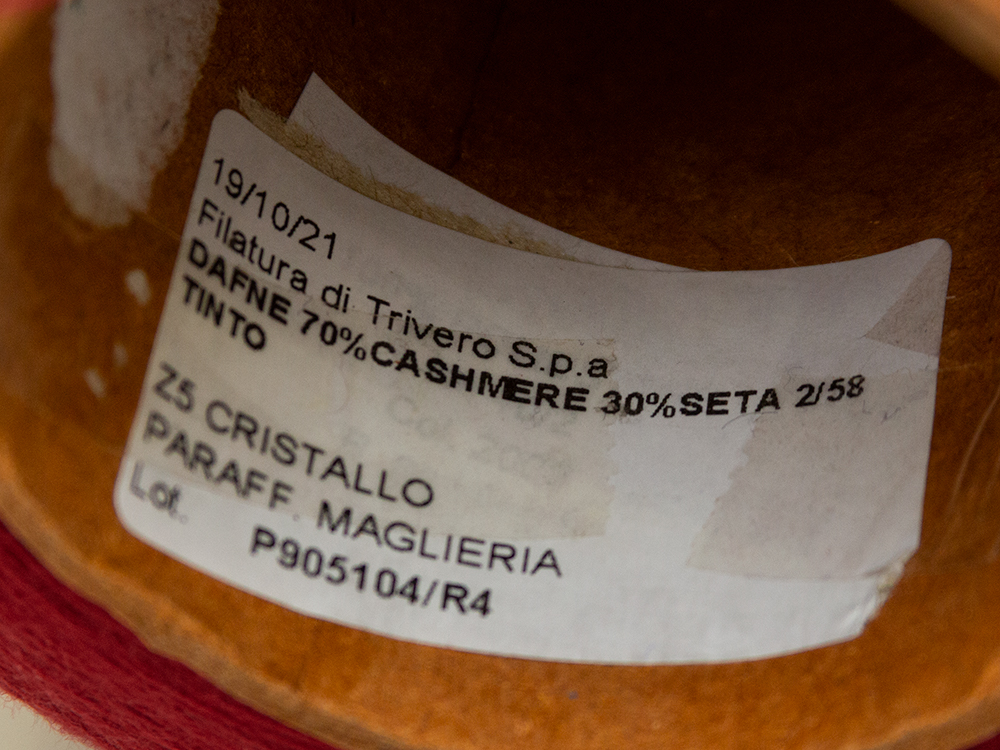 19/10/21
Filatura di Trivero S.p.a
DAFNE 70%CASHMERE 30%SETA 2/58
TINTO
Z5 CRISTALLO
PARAFF. MAGLIERIA
Lot.
P905104/R4